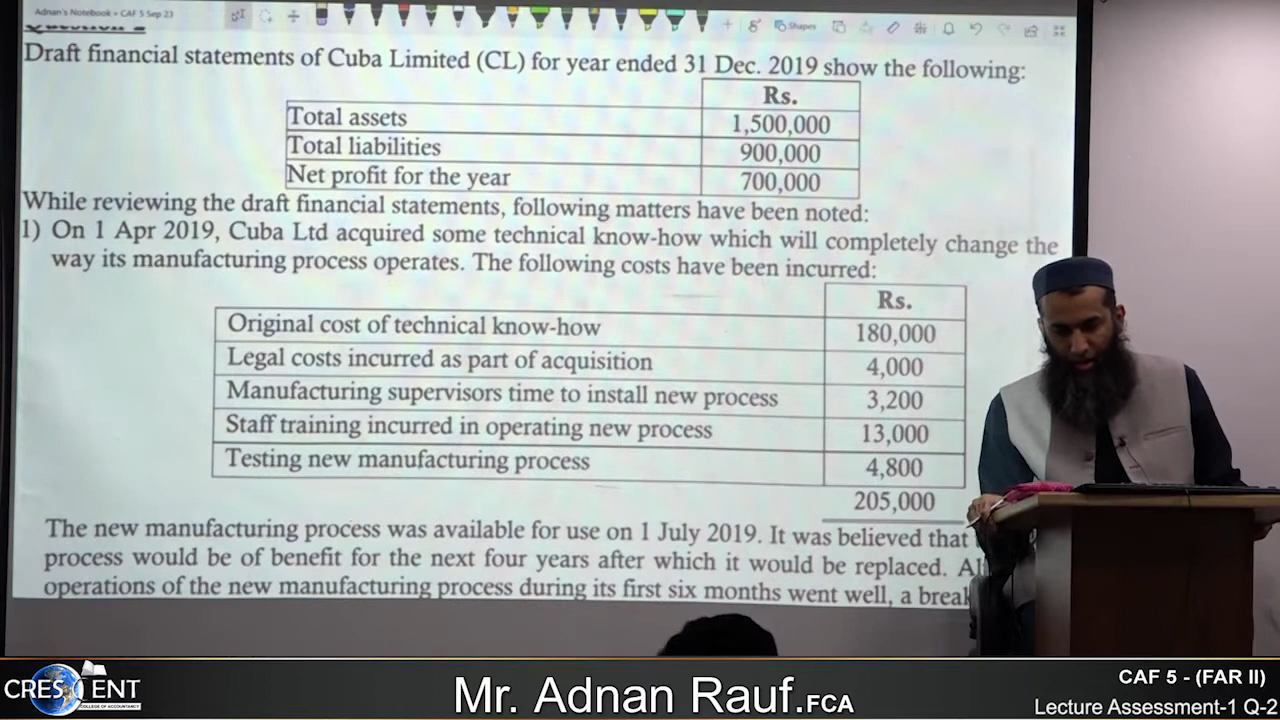 Adnan's Notebook » CAF 5 Sep 23
Shapes
Draft financial statements of Cuba Limited (CL) for year ended 31 Dec. 2019 show the following:
Rs.
Total assets 1,500,000
Total liabilities 900,000
Net profit for the year 700,000
While reviewing the draft financial statements, following matters have been noted:
1) On 1 Apr 2019, Cuba Ltd acquired some technical know-how which will completely change the
way its manufacturing process operates. The following costs have been incurred:
Rs.
Original cost of technical know-how 180,000
Legal costs incurred as part of acquisition 4,000
Manufacturing supervisors time to install new process 3,200
Staff training incurred in operating new process 13,000
Testing new manufacturing process 4,800
205,000
The new manufacturing process was available for use on 1 July 2019. It was believed that
process would be of benefit for the next four years after which it would be replaced.
operations of the new manufacturing process during its first six months went well, a
CRESCENT
COLLEGE OF ACCOUNTANCY
Mr. Adnan Rauf.FCA
CAF 5 - (FAR II)
Lecture Assessment-1 Q-2